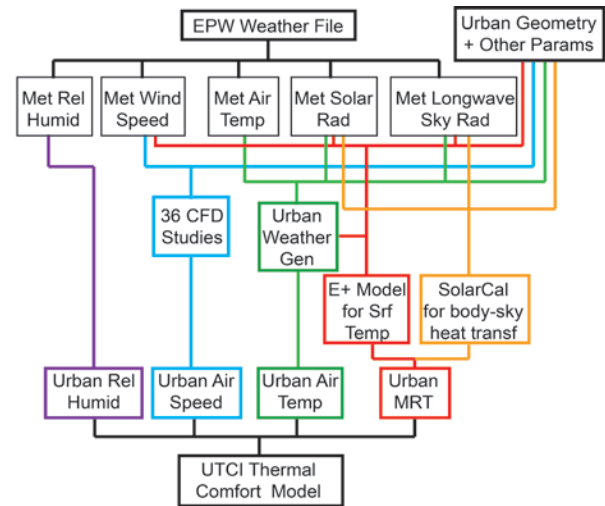 EPW Weather File
Urban Geometry
+ Other Params
Met Rel
Humid
Met Wind
Speed
Met Air
Temp
Met Solar
Rad
Met Longwave
Sky Rad
36 CFD
Studies
Urban
Weather
Gen
E+ Model
for Srf
Temp
SolarCal
for body-sky
heat transf
Urban Rel
Humid
Urban Air
Speed
Urban Air
Temp
Urban
MRT
UTCI Thermal
Comfort Model